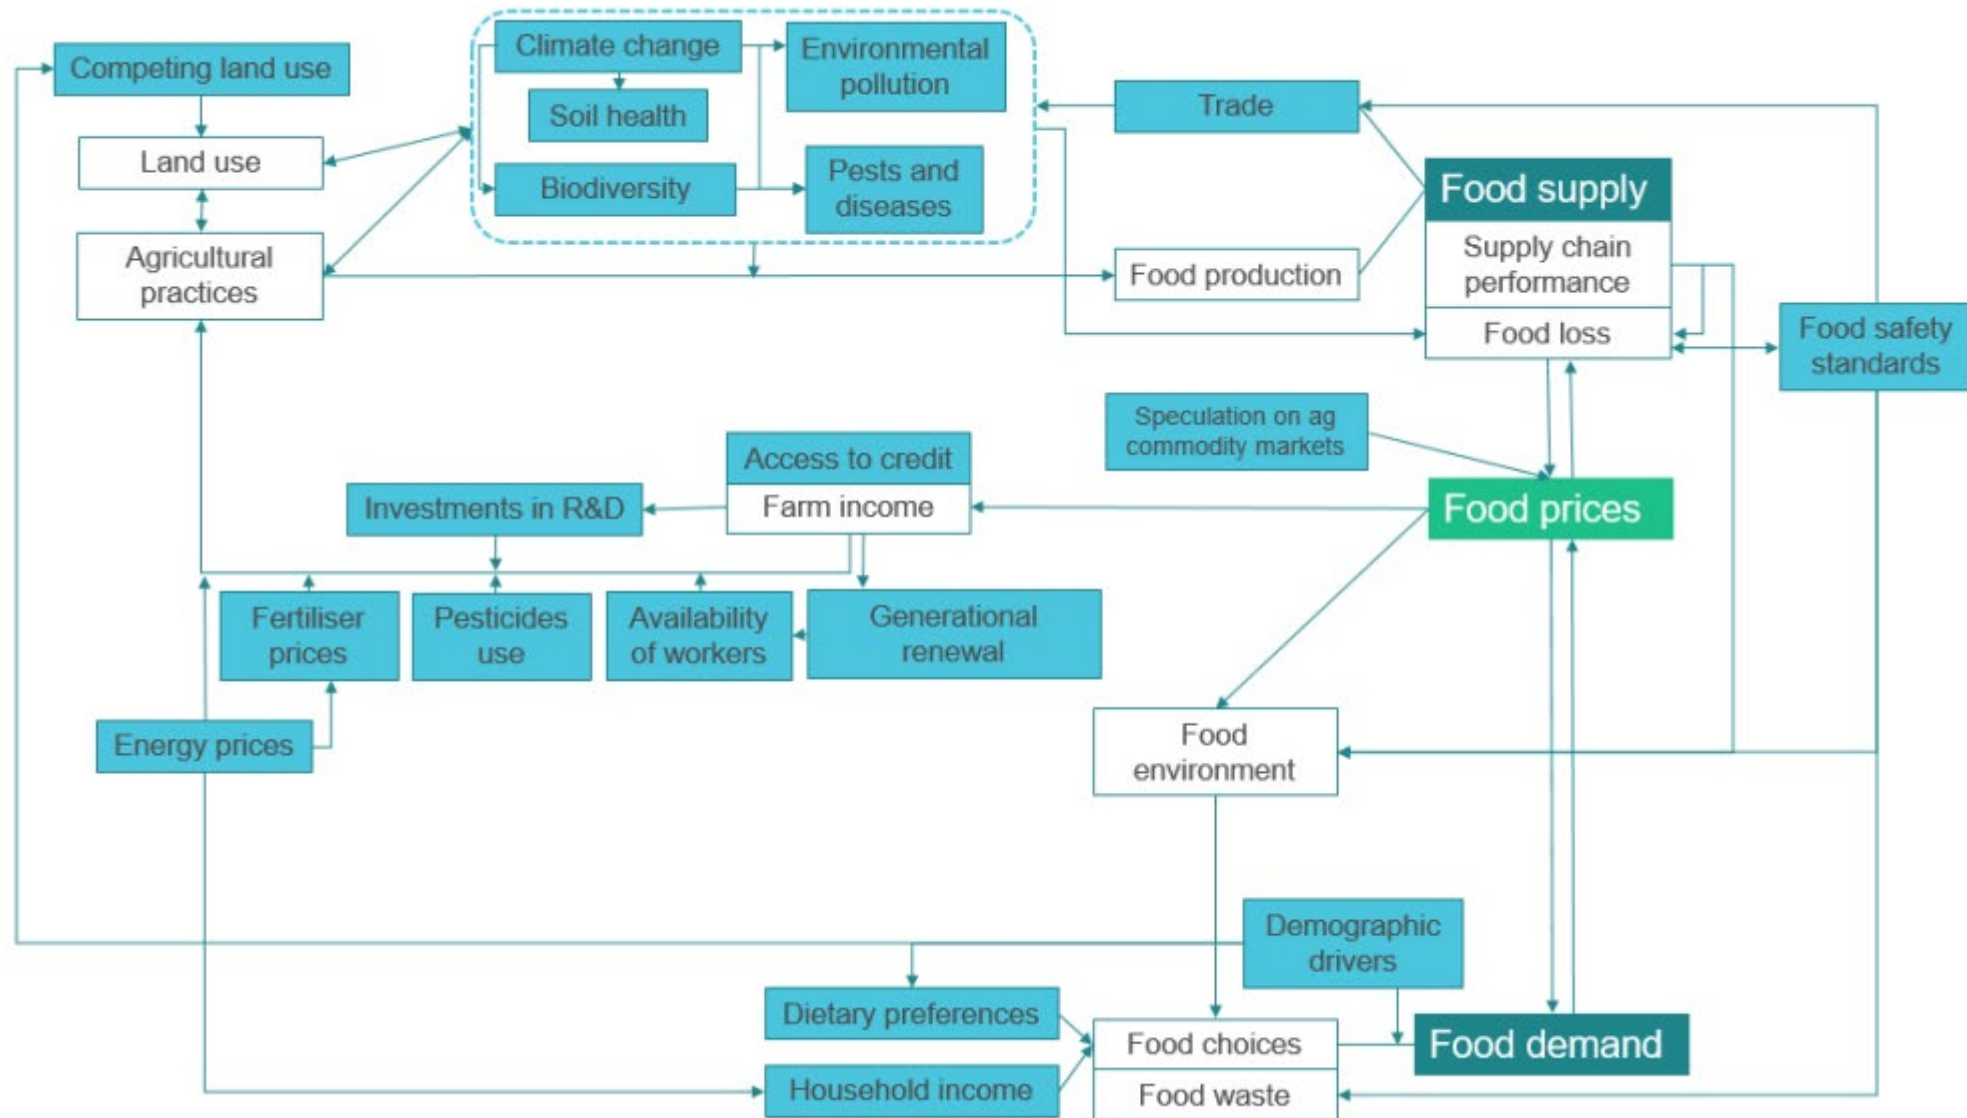 Climate change
Environmental
pollution
Competing land use
Soil health
Trade
Land use
Biodiversity
Pests and
diseases
Food supply
Agricultural
practices
Food production
Supply chain
performance
Food loss
Food safety
standards
Speculation on ag
commodity markets
Access to credit
Farm income
Investments in R&D
Food prices
Fertiliser
prices
Pesticides
use
Availability
of workers
Generational
renewal
Energy prices
Food
environment
Demographic
drivers
Dietary preferences
Food choices
Food demand
Household income
Food waste